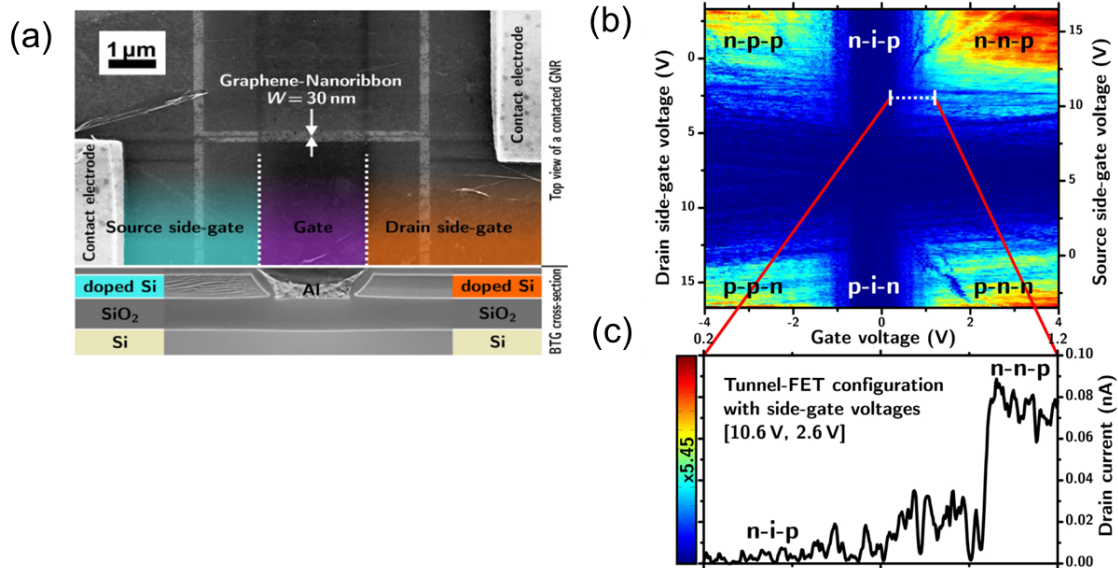 (a)
1 µm
Graphene-Nanoribbon
W = 30 nm
Contact electrode
Contact electrode
Source side-gate
Gate
Drain side-gate
Top view of a contacted GNR
doped Si
Al
doped Si
SiO₂
SiO₂
Si
Si
BTG cross-section
(b)
n-p-p
n-i-p
n-n-p
p-p-n
p-i-n
p-n-n
Drain side-gate voltage (V)
0
5
10
15
Source side-gate voltage (V)
15
10
5
0
-4
-2
0
2
4
Gate voltage (V)
(c)
0.2
1.2
x5.45
Tunnel-FET configuration
with side-gate voltages
[10.6 V, 2.6 V]
n-i-p
n-n-p
0.10
0.08
0.06
0.04
0.02
0.00
Drain current (nA)